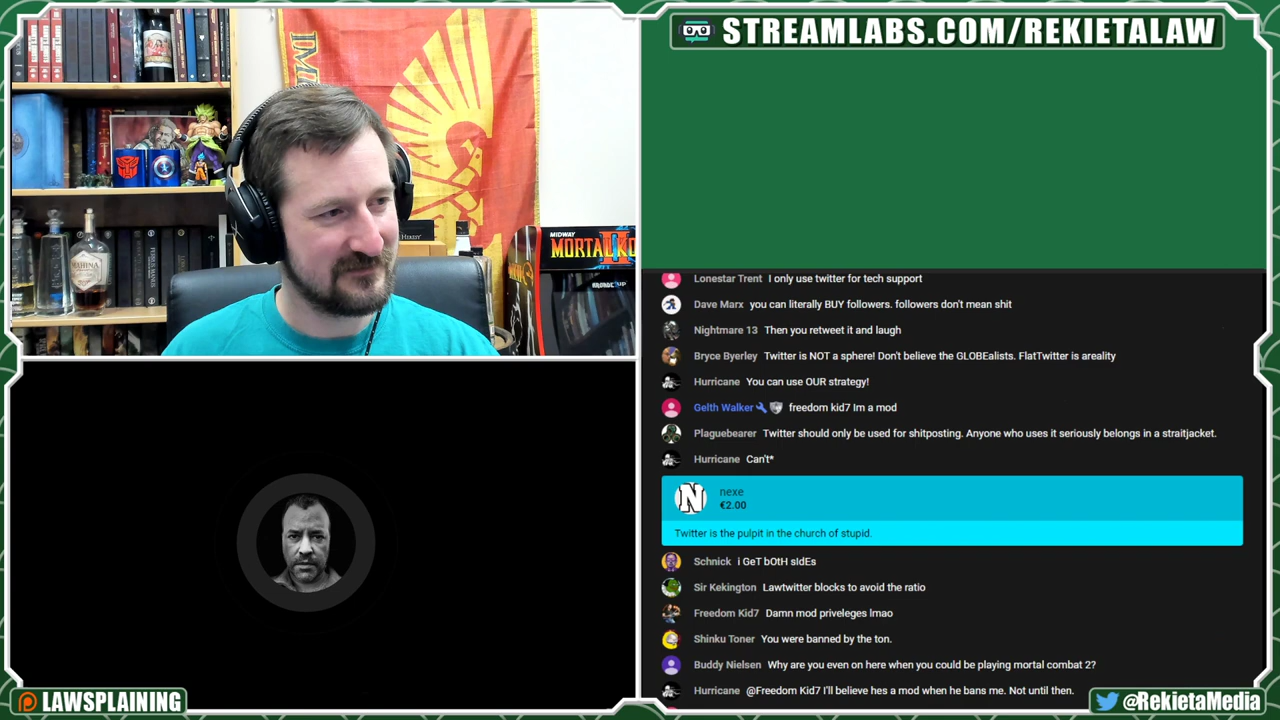 STREAMLABS.COM/REKIETALAW
MAHINA
HERESY
MIDWAY
MORTAL KO
II
ARCADE1UP
Lonestar Trent I only use twitter for tech support
Dave Marx you can literally BUY followers. followers don't mean shit
Nightmare 13 Then you retweet it and laugh
Bryce Byerley Twitter is NOT a sphere! Don't believe the GLOBEalists. FlatTwitter is areality
Hurricane You can use OUR strategy!
Gelth Walker freedom kid7 Im a mod
Plaguebearer Twitter should only be used for shitposting. Anyone who uses it seriously belongs in a straitjacket.
Hurricane Can't*
N
nexe
€2.00
Twitter is the pulpit in the church of stupid.
Schnick i GeT bOtH sIdEs
Sir Kekington Lawtwitter blocks to avoid the ratio
Freedom Kid7 Damn mod priveleges lmao
Shinku Toner You were banned by the ton.
Buddy Nielsen Why are you even on here when you could be playing mortal combat 2?
Hurricane @Freedom Kid7 I'll believe hes a mod when he bans me. Not until then.
LAWSPLAINING
@RekietaMedia